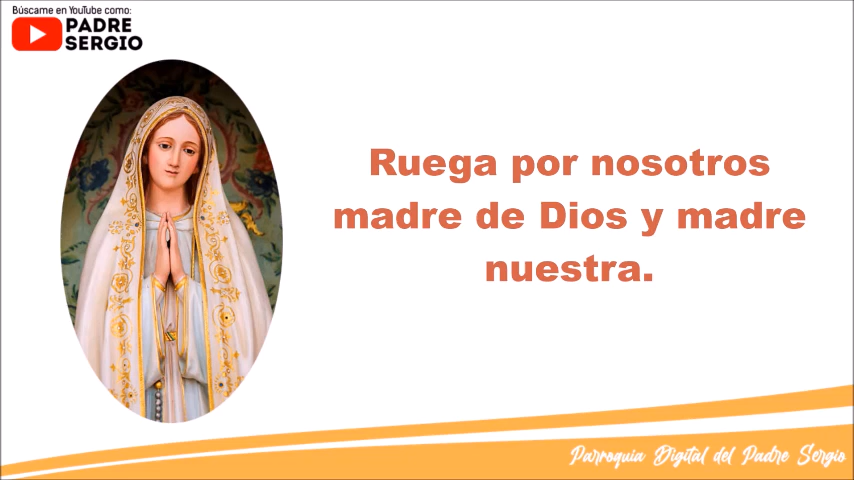 Búscame en YouTube como:
PADRE
SERGIO
Ruega por nosotros
madre de Dios y madre
nuestra.
Parroquia Digital del Padre Sergio